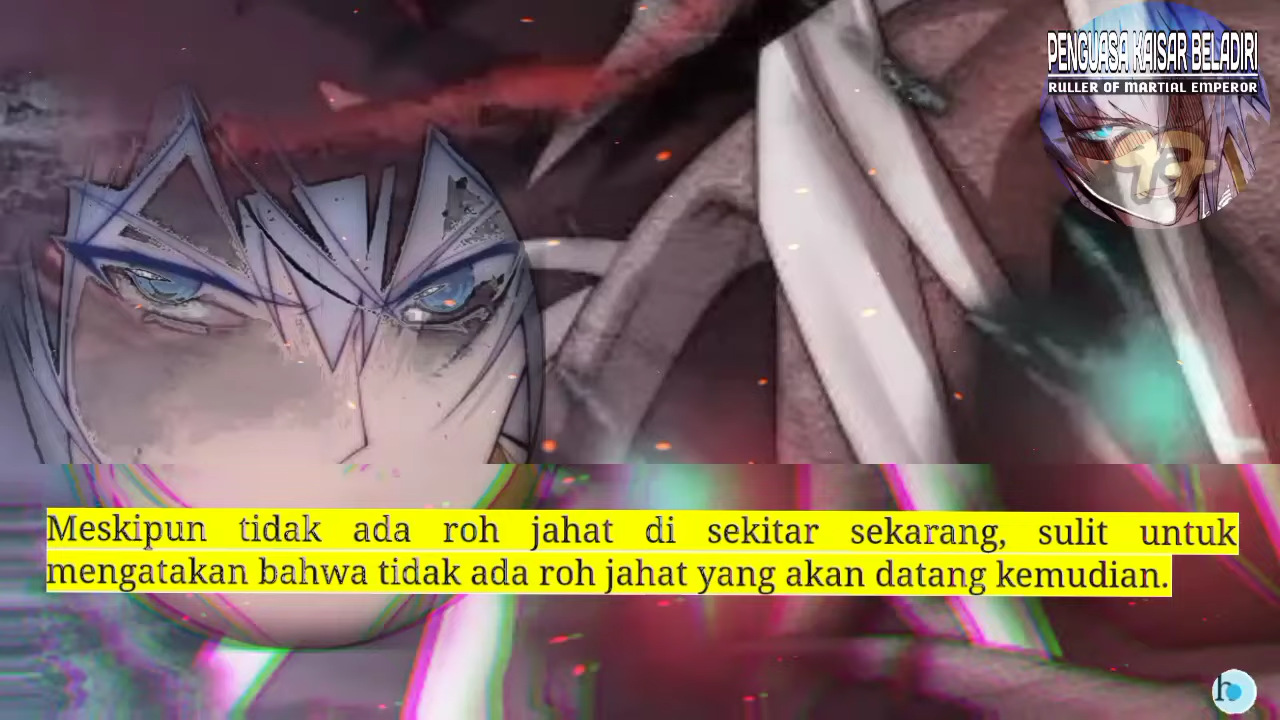 PENGUASA KAISAR BELADIRI
RULLER OF MARTIAL EMPEROR
Meskipun tidak ada roh jahat di sekitar sekarang, sulit untuk
mengatakan bahwa tidak ada roh jahat yang akan datang kemudian.